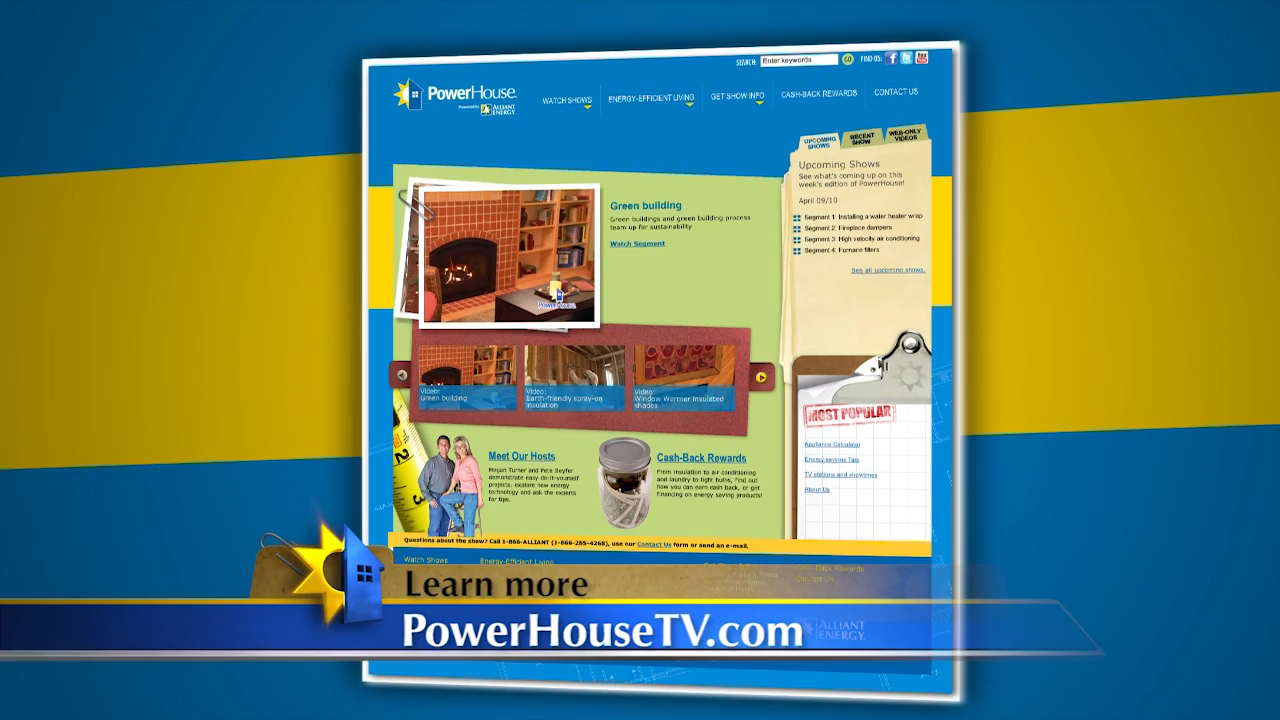 SEARCH: Enter keywords GO FIND US:
PowerHouse
Powered by ALLIANT
ENERGY
WATCH SHOWS ENERGY-EFFICIENT LIVING GET SHOW INFO CASH-BACK REWARDS CONTACT US
UPCOMING
SHOWS
RECENT
SHOW
WEB-ONLY
VIDEOS
Upcoming Shows
See what's coming up on this
week's edition of PowerHouse!
April 09/10
Segment 1: Installing a water heater wrap
Segment 2: Fireplace dampers
Segment 3: High velocity air conditioning
Segment 4: Furnace filters
See all upcoming shows.
Green building
Green buildings and green building process
team up for sustainability
Watch Segment
Video:
Green building
Video:
Earth-friendly spray-on
insulation
Video:
Window Warmer insulated
shades
MOST POPULAR
Appliance Calculator
Energy savings Tips
TV stations and showtimes
About Us
Meet Our Hosts
Megan Turner and Pete Seyfer
demonstrate easy do-it-yourself
projects, explore new energy
technology and ask the experts
for tips.
Cash-Back Rewards
From insulation to air conditioning
and laundry to light bulbs, find out
how you can earn cash back, or get
financing on energy saving products!
Questions about the show? Call 1-866-ALLIANT (1-866-255-4268), use our Contact Us form or send an e-mail.
Watch Shows Energy-Efficient Living Cash-Back Rewards
Contact Us
Learn more
PowerHouseTV.com
ALLIANT
ENERGY